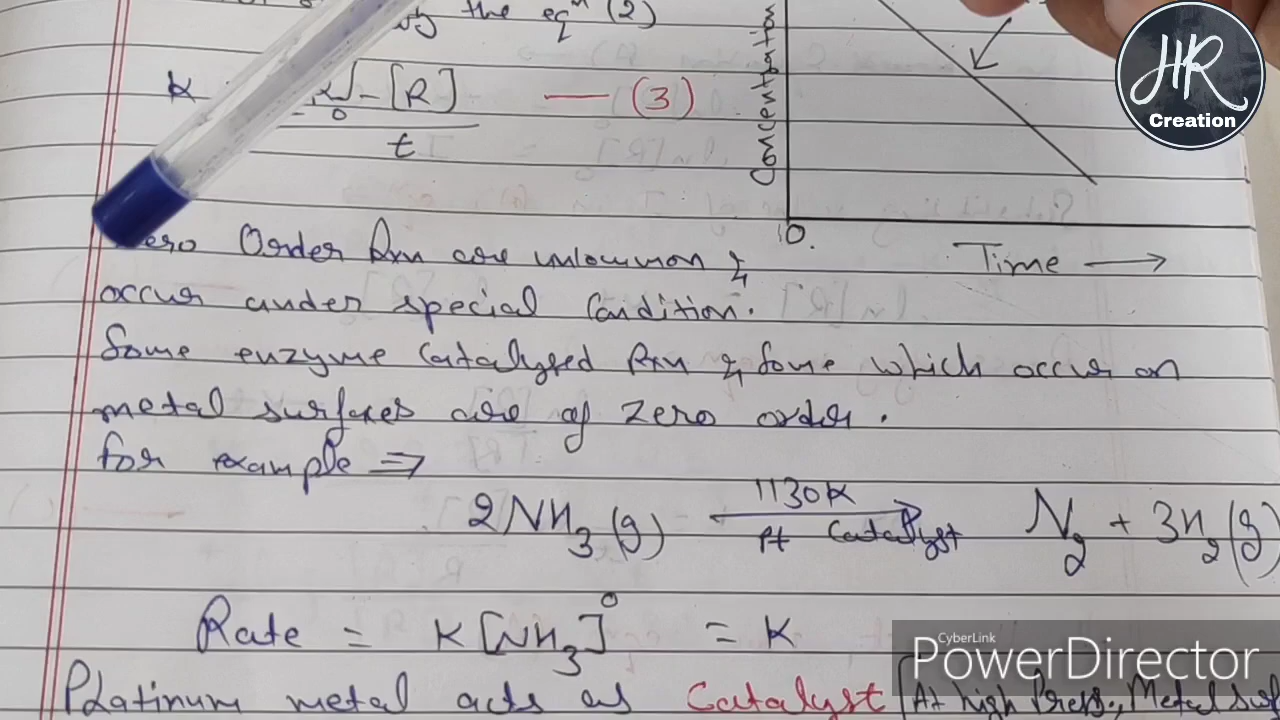 the eqⁿ (2)
K [R]₀ - [R] — (3)
t
Concentration
0.
Time →
Zero Order Rxn are unlommon &
occur under special Condition.
Some enzyme Catalysed Rxn & Some which occur on
metal surfaces are of zero order.
for example ⇒
2NH₃(g) 1130K → Pt Catalyst N₂ + 3H₂(g)
Rate = K[NH₃]⁰ = K
Platinum metal acts as Catalyst [At high Press., Metal Surf
HR
Creation
CyberLink
PowerDirector